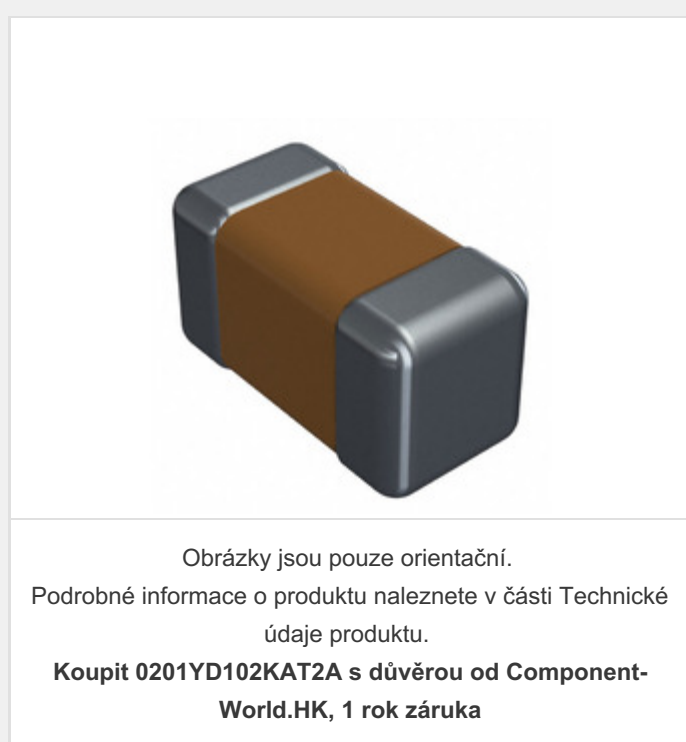 Obrázky jsou pouze orientační.
Podrobné informace o produktu naleznete v části Technické
údaje produktu.
Koupit 0201YD102KAT2A s důvěrou od Component-
World.HK, 1 rok záruka